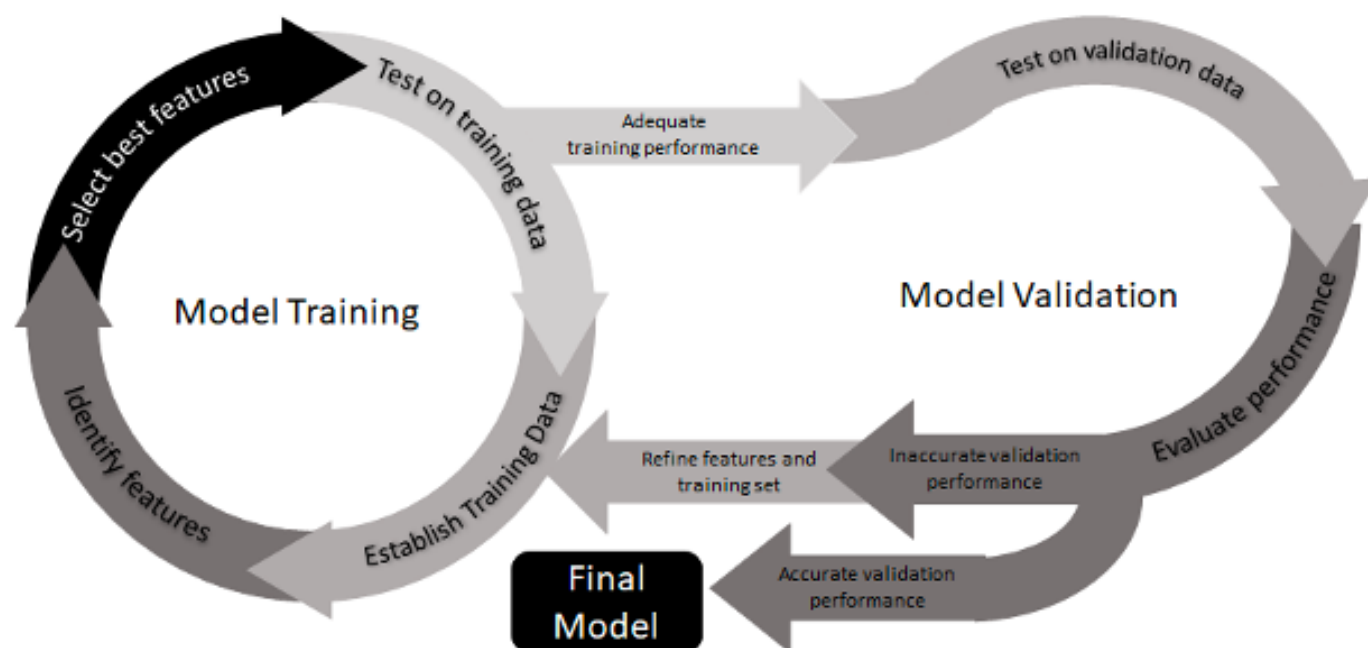 Select best features
Test on training data
Establish Training Data
Identify features
Model Training
Adequate
training performance
Test on validation data
Evaluate performance
Model Validation
Inaccurate validation
performance
Refine features and
training set
Accurate validation
performance
Final
Model